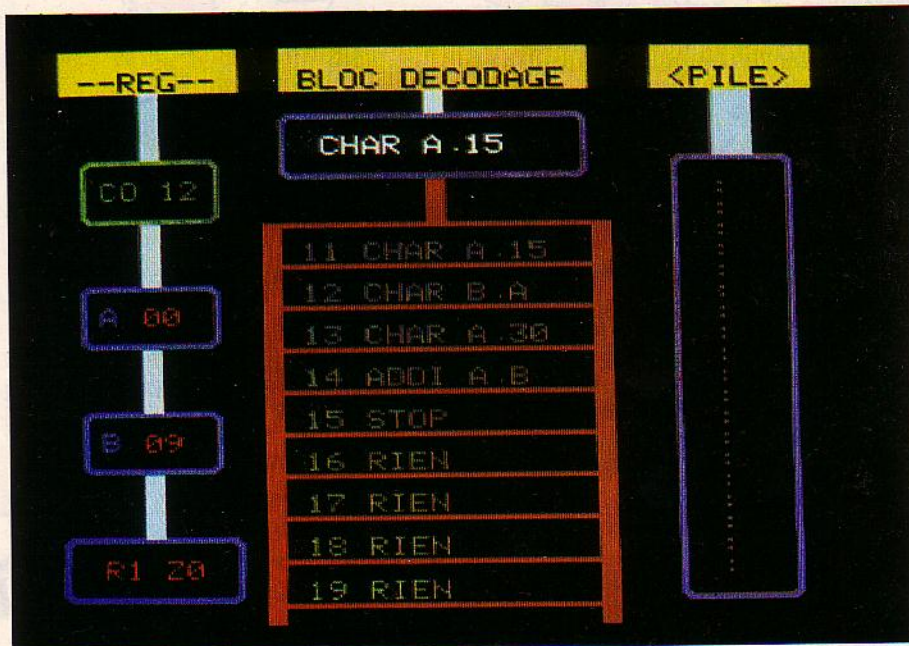 --REG--
CO 12
A 00
B 09
R1 Z0
BLOC DECODAGE
CHAR A.15
11 CHAR A.15
12 CHAR B.A
13 CHAR A.30
14 ADDI A.B
15 STOP
16 RIEN
17 RIEN
18 RIEN
19 RIEN
<PILE>